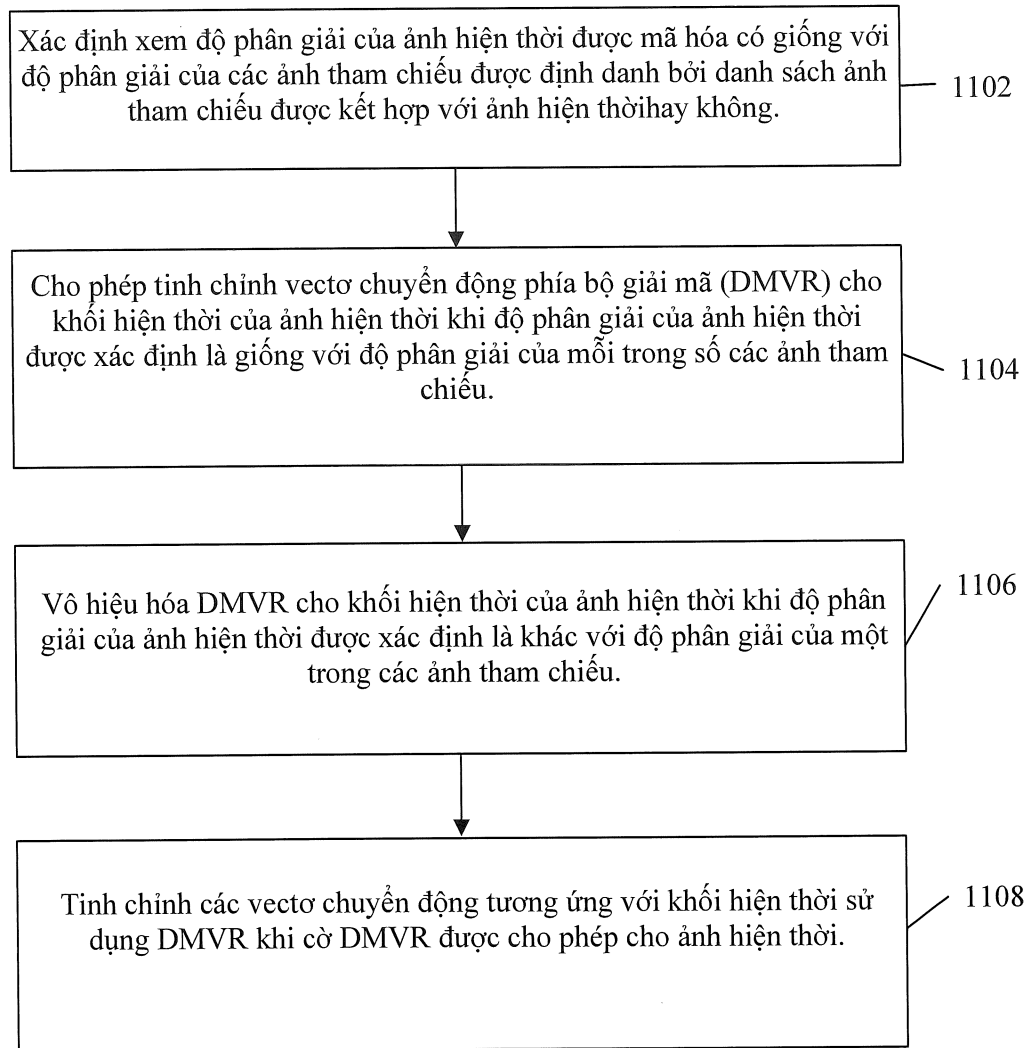 Xác định xem độ phân giải của ảnh hiện thời được mã hóa có giống với
độ phân giải của các ảnh tham chiếu được định danh bởi danh sách ảnh
tham chiếu được kết hợp với ảnh hiện thờihay không.
1102
Cho phép tinh chỉnh vectơ chuyển động phía bộ giải mã (DMVR) cho
khối hiện thời của ảnh hiện thời khi độ phân giải của ảnh hiện thời
được xác định là giống với độ phân giải của mỗi trong số các ảnh tham
chiếu.
1104
Vô hiệu hóa DMVR cho khối hiện thời của ảnh hiện thời khi độ phân
giải của ảnh hiện thời được xác định là khác với độ phân giải của một
trong các ảnh tham chiếu.
1106
Tinh chỉnh các vectơ chuyển động tương ứng với khối hiện thời sử
dụng DMVR khi cờ DMVR được cho phép cho ảnh hiện thời.
1108